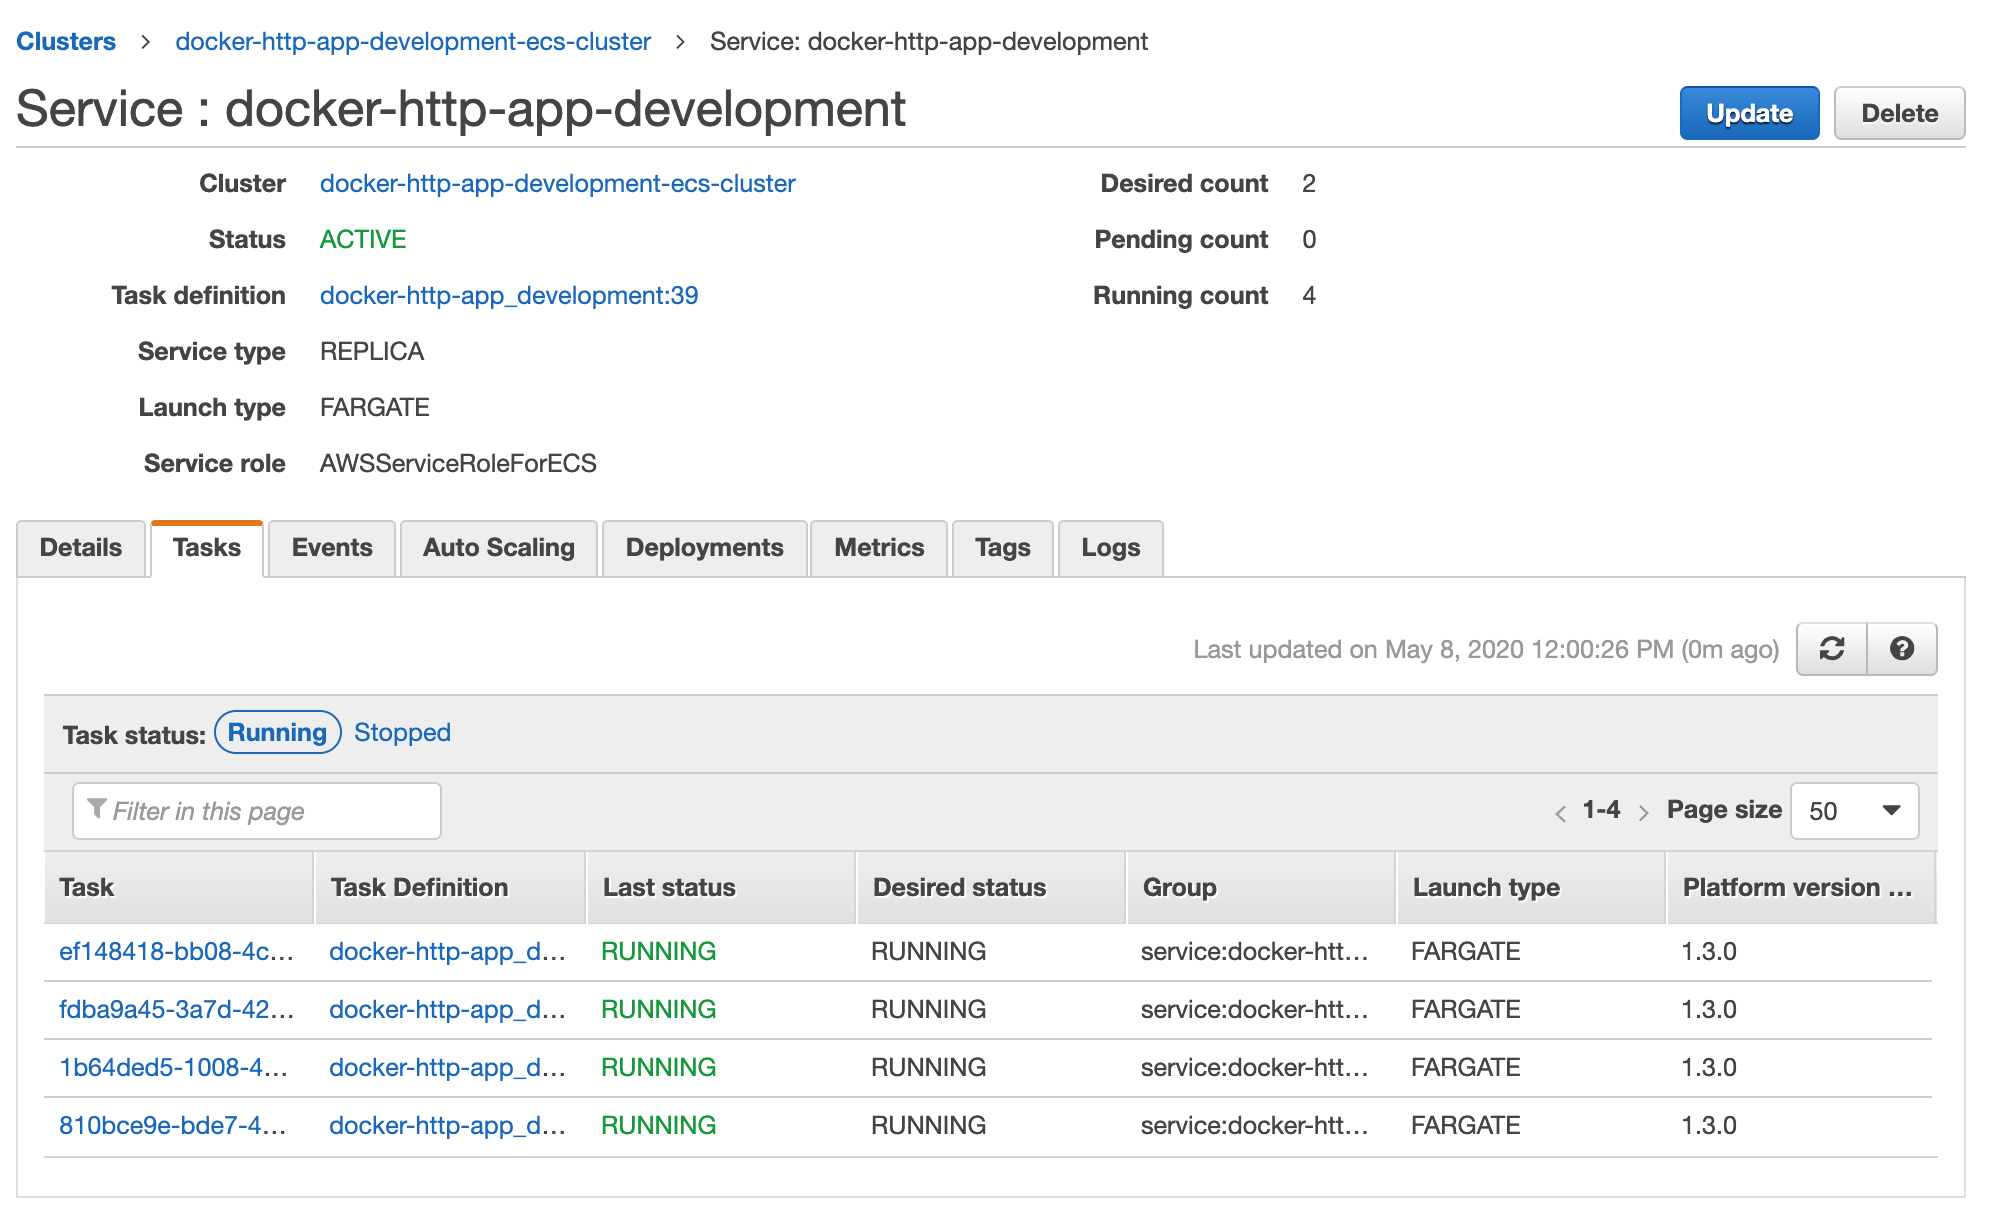 Clusters > docker-http-app-development-ecs-cluster > Service: docker-http-app-development
Service : docker-http-app-development
Update Delete
Cluster docker-http-app-development-ecs-cluster Desired count 2
Status ACTIVE Pending count 0
Task definition docker-http-app_development:39 Running count 4
Service type REPLICA
Launch type FARGATE
Service role AWSServiceRoleForECS
Details Tasks Events Auto Scaling Deployments Metrics Tags Logs
Last updated on May 8, 2020 12:00:26 PM (0m ago)
Task status: Running Stopped
Filter in this page < 1-4 > Page size 50
Task Task Definition Last status Desired status Group Launch type Platform version ...
ef148418-bb08-4c... docker-http-app_d... RUNNING RUNNING service:docker-htt... FARGATE 1.3.0
fdba9a45-3a7d-42... docker-http-app_d... RUNNING RUNNING service:docker-htt... FARGATE 1.3.0
1b64ded5-1008-4... docker-http-app_d... RUNNING RUNNING service:docker-htt... FARGATE 1.3.0
810bce9e-bde7-4... docker-http-app_d... RUNNING RUNNING service:docker-htt... FARGATE 1.3.0